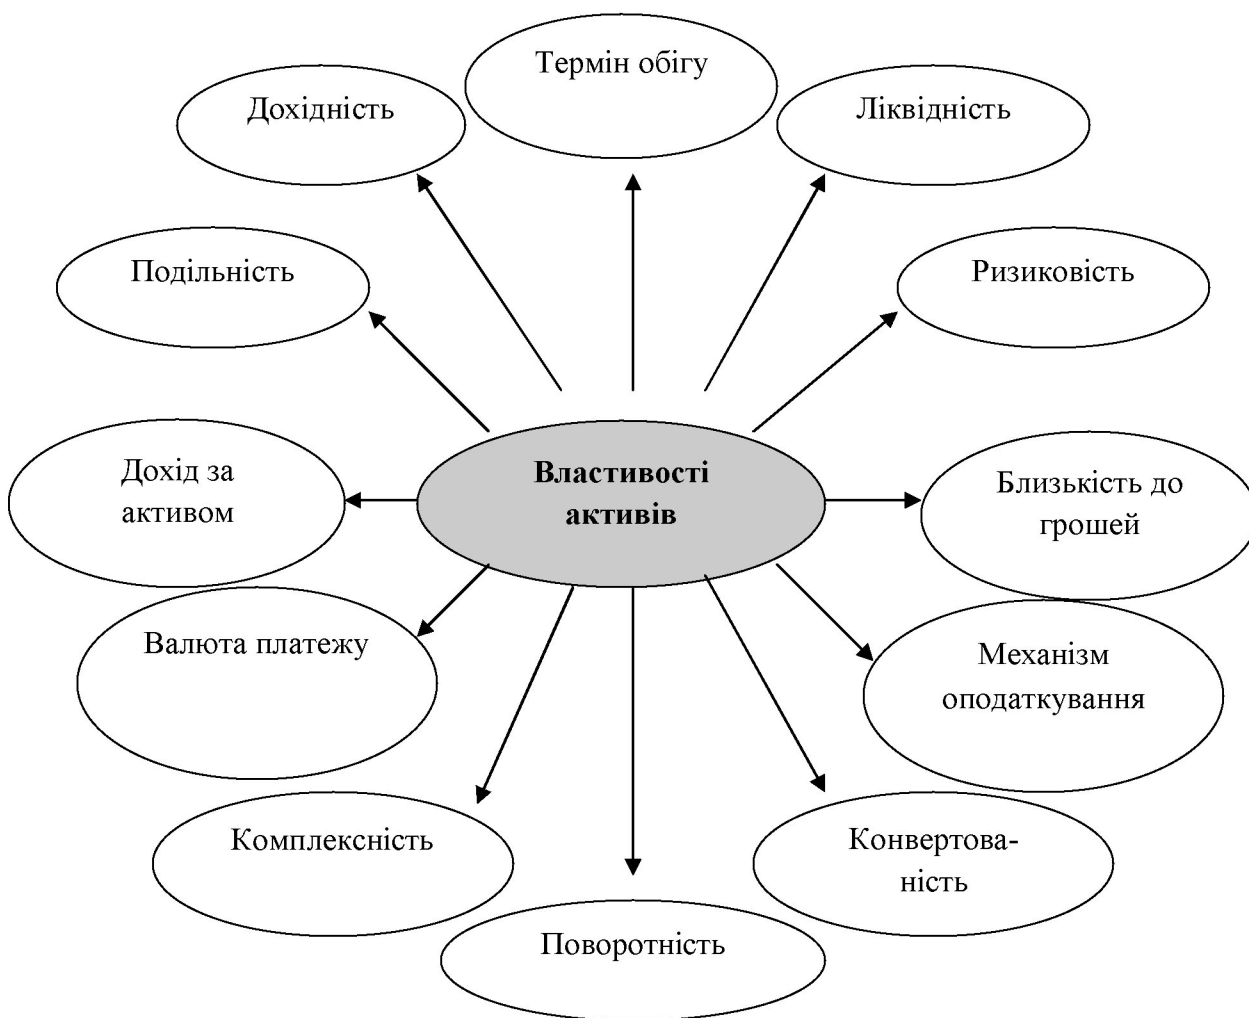 Термін обігу
Дохідність
Ліквідність
Подільність
Ризиковість
Дохід за
активом
Властивості
активів
Близькість до
грошей
Валюта платежу
Механізм
оподаткування
Комплексність
Конвертова-
ність
Поворотність